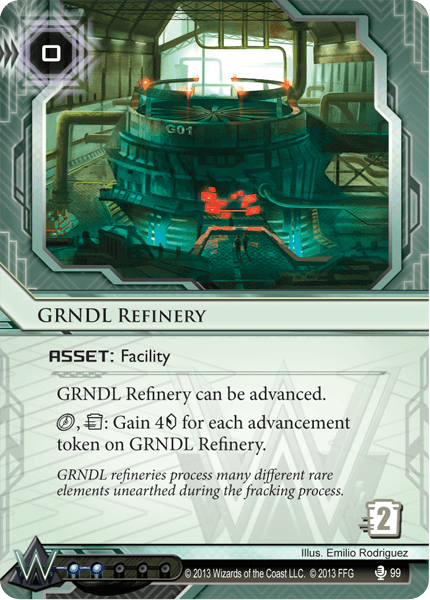 0
G01
GRNDL Refinery
ASSET: Facility
GRNDL Refinery can be advanced.
, : Gain 4 for each advancement
token on GRNDL Refinery.
GRNDL refineries process many different rare
elements unearthed during the fracking process.
2
Illus. Emilio Rodriguez
W
© 2013 Wizards of the Coast LLC. © 2013 FFG 99